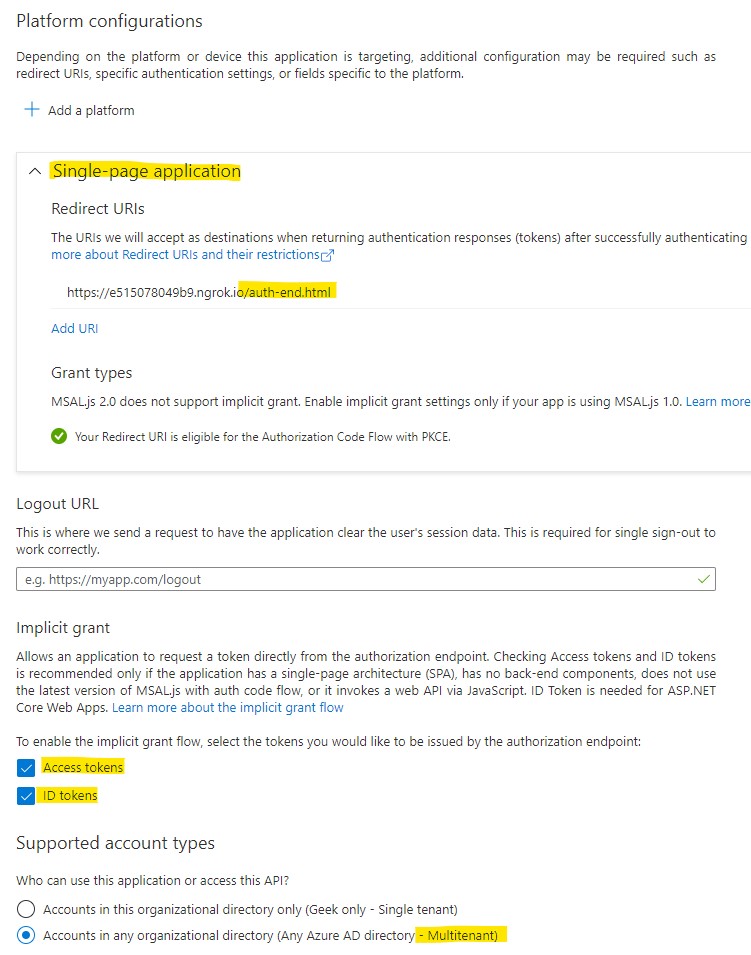 Platform configurations
Depending on the platform or device this application is targeting, additional configuration may be required such as
redirect URIs, specific authentication settings, or fields specific to the platform.
Add a platform
Single-page application
Redirect URIs
The URIs we will accept as destinations when returning authentication responses (tokens) after successfully authenticating
more about Redirect URIs and their restrictions
https://e515078049b9.ngrok.io/auth-end.html
Add URI
Grant types
MSAL.js 2.0 does not support implicit grant. Enable implicit grant settings only if your app is using MSAL.js 1.0. Learn more
Your Redirect URI is eligible for the Authorization Code Flow with PKCE.
Logout URL
This is where we send a request to have the application clear the user's session data. This is required for single sign-out to
work correctly.
e.g. https://myapp.com/logout
Implicit grant
Allows an application to request a token directly from the authorization endpoint. Checking Access tokens and ID tokens
is recommended only if the application has a single-page architecture (SPA), has no back-end components, does not use
the latest version of MSAL.js with auth code flow, or it invokes a web API via JavaScript. ID Token is needed for ASP.NET
Core Web Apps. Learn more about the implicit grant flow
To enable the implicit grant flow, select the tokens you would like to be issued by the authorization endpoint:
Access tokens
ID tokens
Supported account types
Who can use this application or access this API?
Accounts in this organizational directory only (Geek only - Single tenant)
Accounts in any organizational directory (Any Azure AD directory - Multitenant)